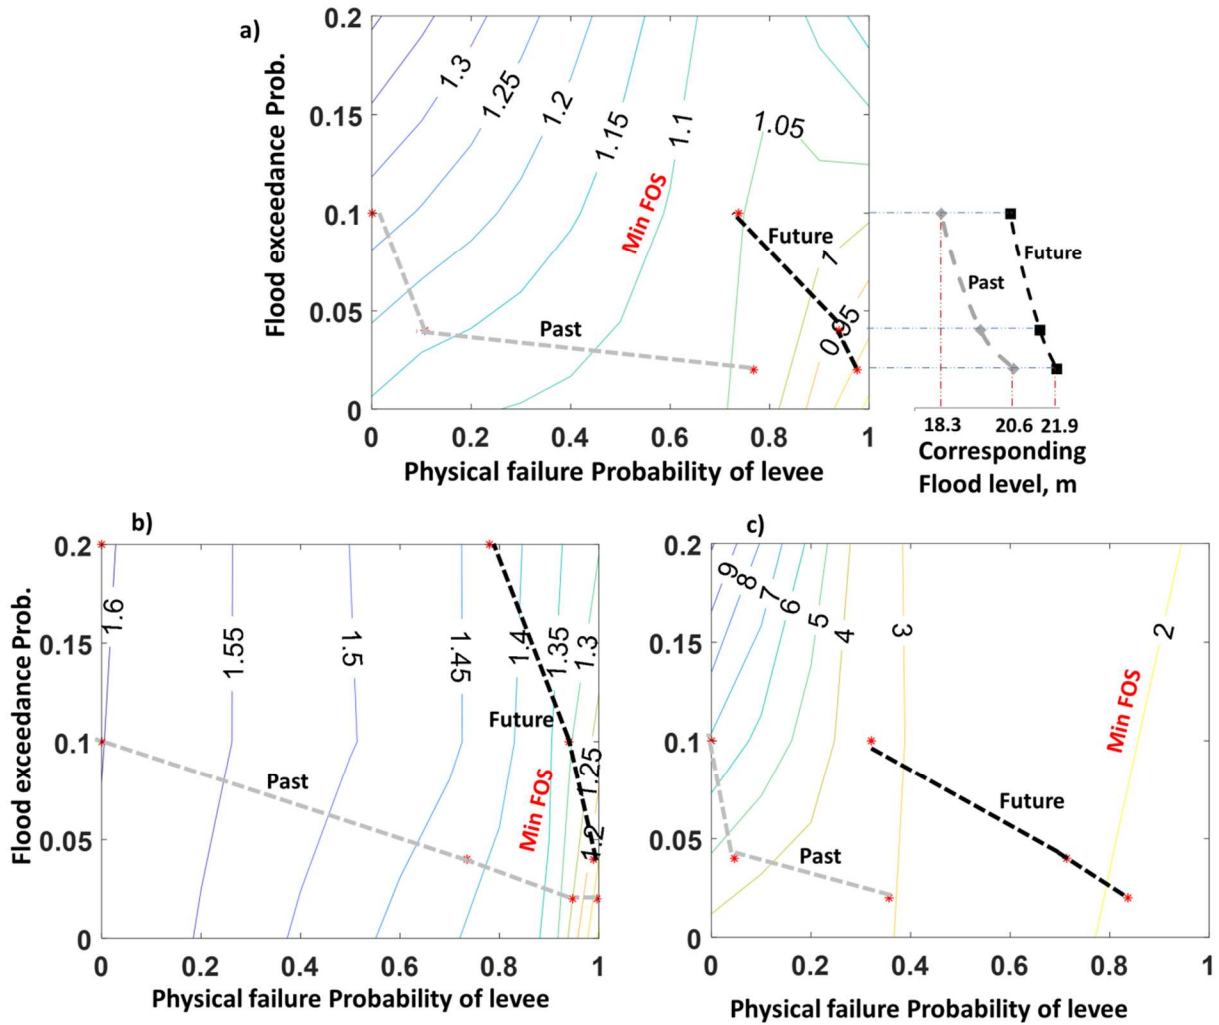 a)
Flood exceedance Prob.
0.2
0.15
0.1
0.05
0
1.3
1.25
1.2
1.15
1.1
1.05
1
0.95
Min FOS
Future
Past
0 0.2 0.4 0.6 0.8 1
Physical failure Probability of levee
Future
Past
18.3 20.6 21.9
Corresponding
Flood level, m
b)
Flood exceedance Prob.
0.2
0.15
0.1
0.05
0
1.6
1.55
1.5
1.45
1.4
1.35
1.3
1.25
1.2
Future
Past
Min FOS
0 0.2 0.4 0.6 0.8 1
Physical failure Probability of levee
c)
0.2
0.15
0.1
0.05
0
9
8
7
6
5
4
3
2
Min FOS
Future
Past
0 0.2 0.4 0.6 0.8 1
Physical failure Probability of levee